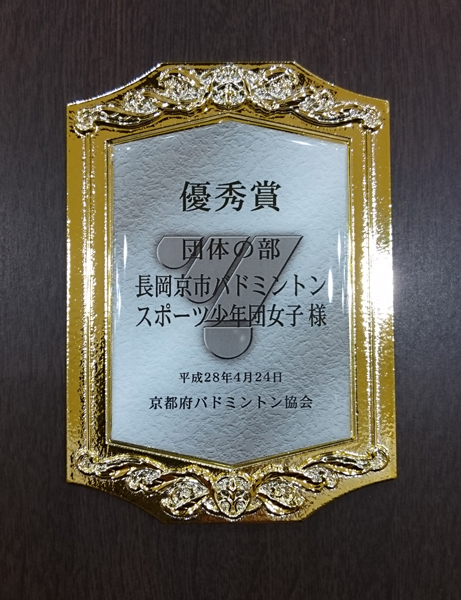 優秀賞
団体の部
長岡京市バドミントン
スポーツ少年団女子 様
平成28年4月24日
京都府バドミントン協会